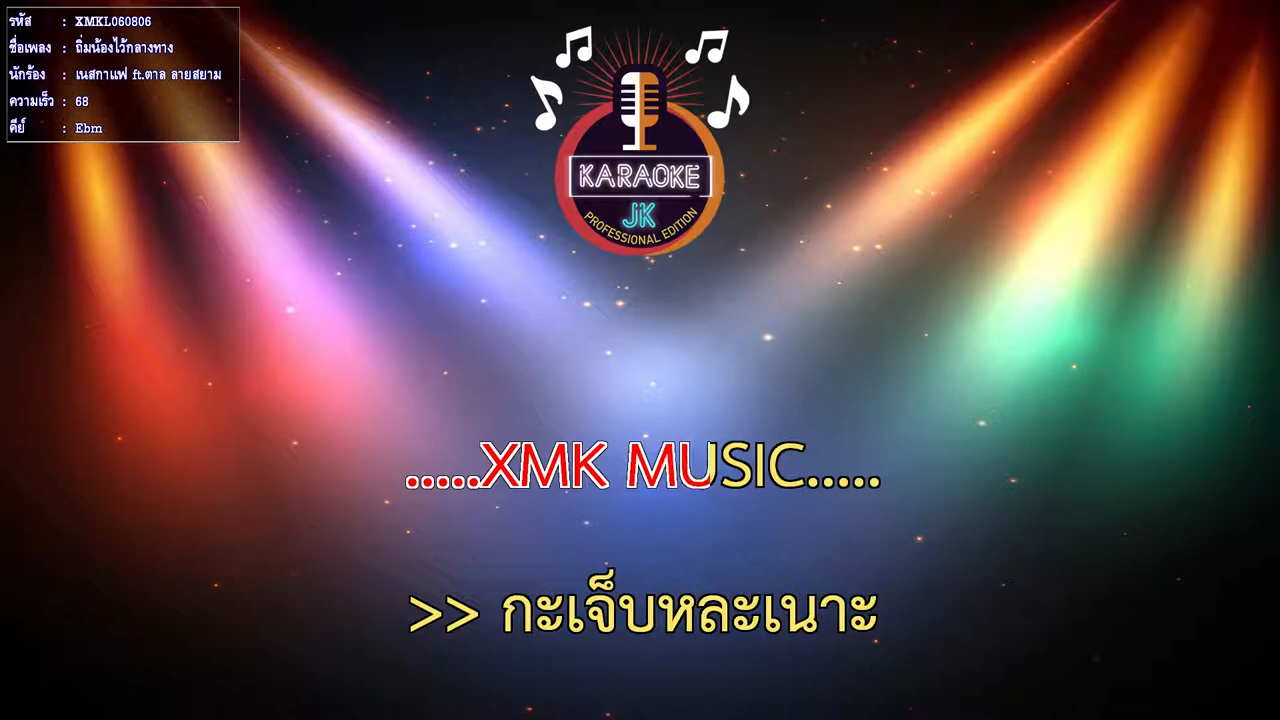 รหัส : XMKL060806
ชื่อเพลง : ถิ่มน้องไว้กลางทาง
นักร้อง : เนสกาแฟ ft.ตาล ลายสยาม
ความเร็ว : 68
คีย์ : Ebm
KARAOKE
JK
PROFESSIONAL EDITION
.....XMK MUSIC.....
>> กะเจ็บหละเนาะ